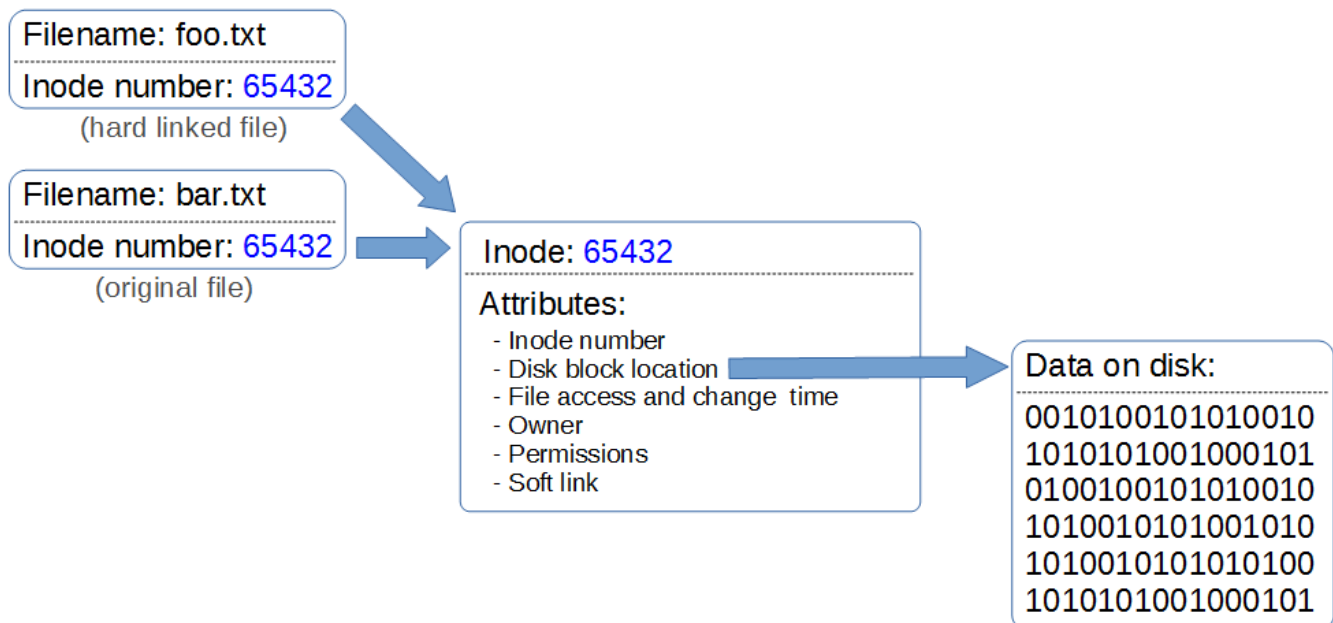 Filename: foo.txt
Inode number: 65432
(hard linked file)
Filename: bar.txt
Inode number: 65432
(original file)
Inode: 65432
Attributes:
- Inode number
- Disk block location
- File access and change  time
- Owner
- Permissions
- Soft link
Data on disk:
0010100101010010
1010101001000101
0100100101010010
1010010101001010
1010010101010100
1010101001000101